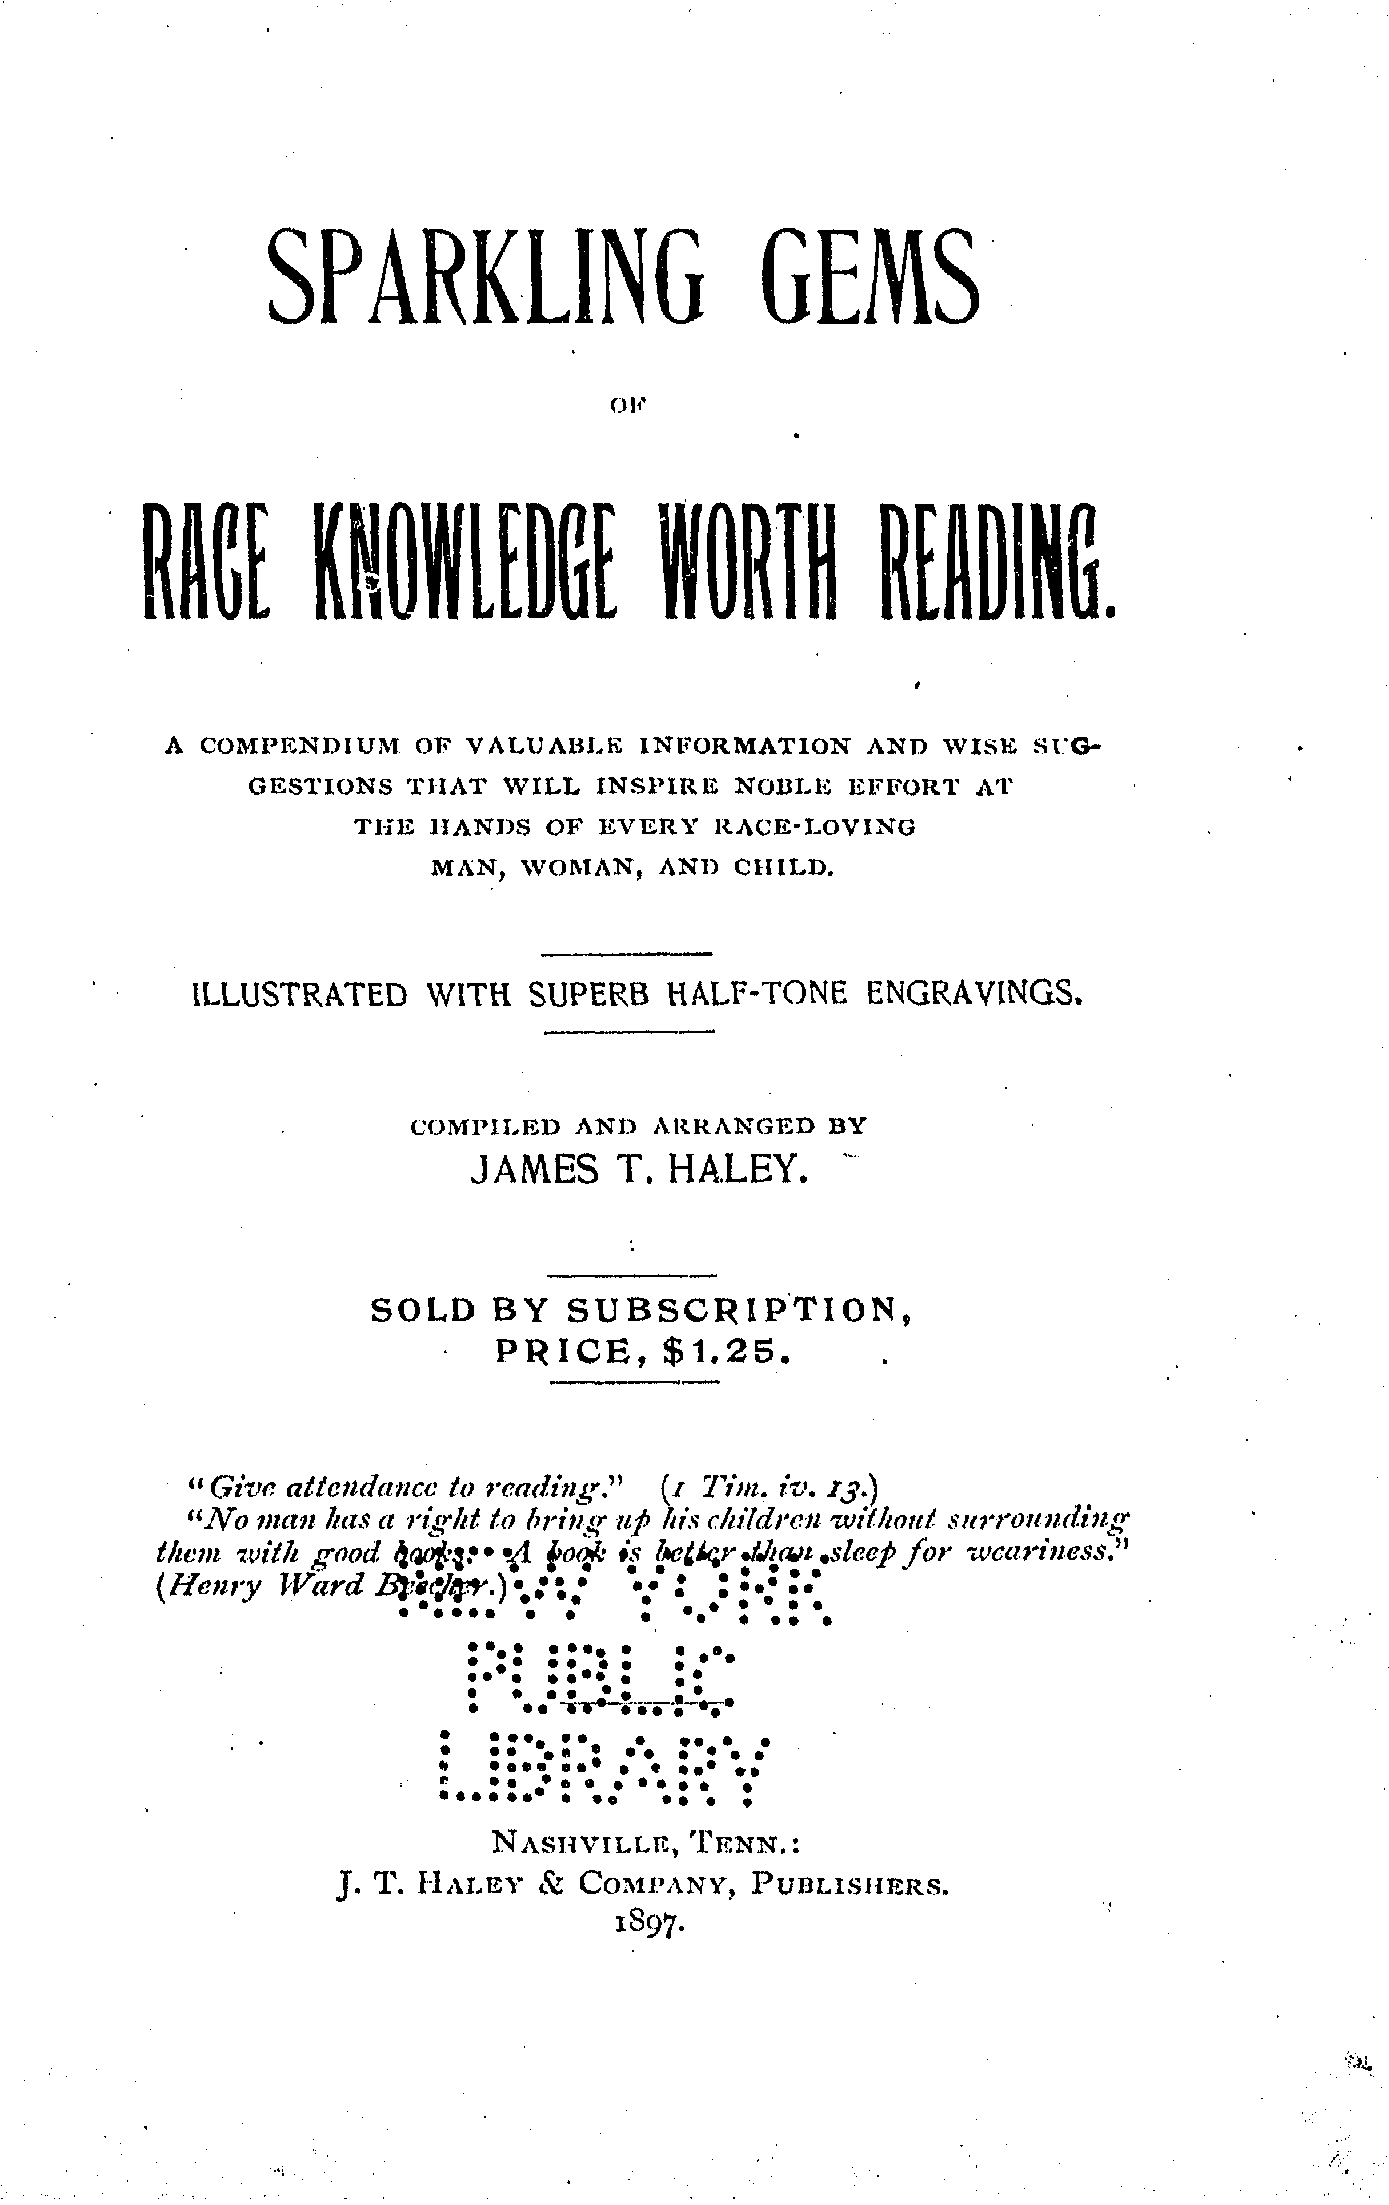 SPARKLING GEMS
OF
RACE KNOWLEDGE WORTH READING.
A COMPENDIUM OF VALUABLE INFORMATION AND WISE SUG-
GESTIONS THAT WILL INSPIRE NOBLE EFFORT AT
THE HANDS OF EVERY RACE-LOVING
MAN, WOMAN, AND CHILD.
ILLUSTRATED WITH SUPERB HALF-TONE ENGRAVINGS.
COMPILED AND ARRANGED BY
JAMES T. HALEY.
SOLD BY SUBSCRIPTION,
PRICE, $1.25.
"Give attendance to reading." (1 Tim. iv. 13.)
"No man has a right to bring up his children without surrounding
them with good books. A book is better than sleep for weariness."
(Henry Ward Beecher.)
NEW YORK
PUBLIC
LIBRARY
NASHVILLE, TENN.:
J. T. HALEY & COMPANY, PUBLISHERS.
1897.